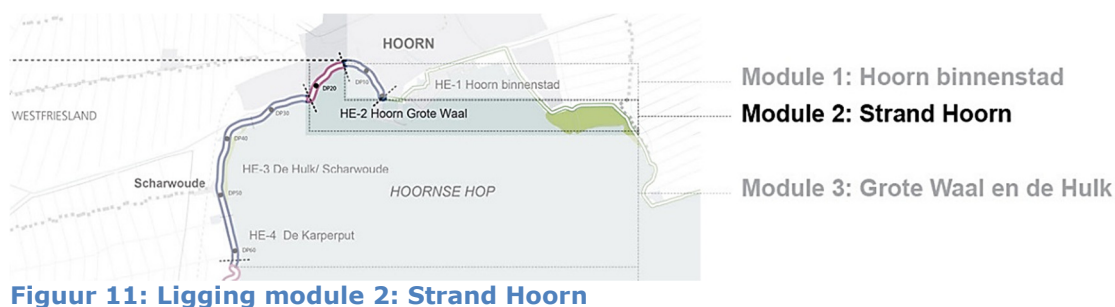 HOORN
DP10
HE-1 Hoorn binnenstad
Module 1: Hoorn binnenstad
DP20
WESTFRIESLAND
DP30
HE-2 Hoorn Grote Waal
Module 2: Strand Hoorn
DP40
HE-3 De Hulk/ Scharwoude
Scharwoude
DP50
HOORNSE HOP
Module 3: Grote Waal en de Hulk
HE-4 De Karperput
DP60
Figuur 11: Ligging module 2: Strand Hoorn